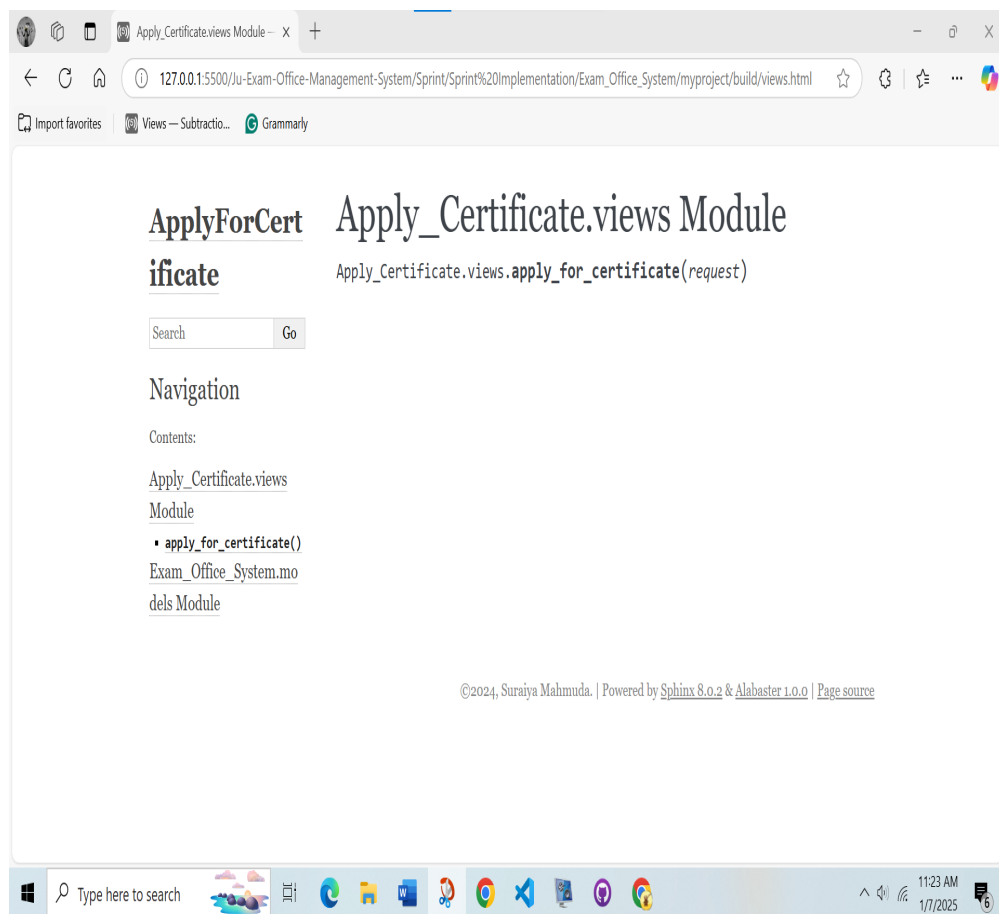 Apply_Certificate.views Module —
127.0.0.1:5500/Ju-Exam-Office-Management-System/Sprint/Sprint%20Implementation/Exam_Office_System/myproject/build/views.html
Import favorites
Views — Subtractio...
Grammarly
ApplyForCert
ificate
Search
Go
Navigation
Contents:
Apply_Certificate.views
Module
apply_for_certificate()
Exam_Office_System.mo
dels Module
Apply_Certificate.views Module
Apply_Certificate.views.apply_for_certificate(request)
©2024, Suraiya Mahmuda. | Powered by Sphinx 8.0.2 & Alabaster 1.0.0 | Page source
Type here to search
11:23 AM
1/7/2025
6